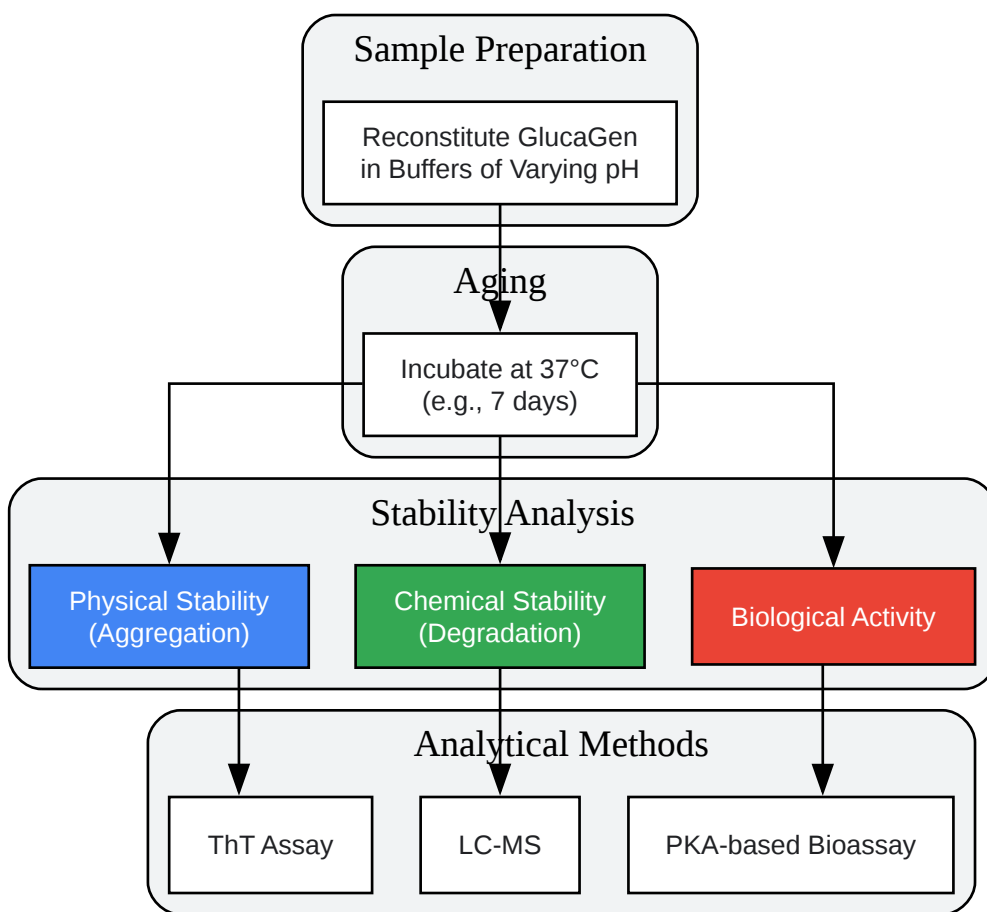 Sample Preparation
Reconstitute GlucaGen
in Buffers of Varying pH
Aging
Incubate at 37°C
(e.g., 7 days)
Stability Analysis
Physical Stability
(Aggregation)
Chemical Stability
(Degradation)
Biological Activity
Analytical Methods
ThT Assay
LC-MS
PKA-based Bioassay